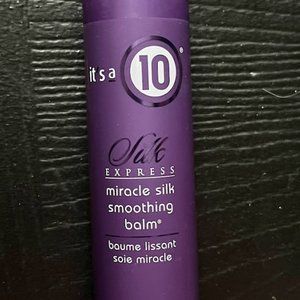 it's a 10®
Silk
EXPRESS
miracle silk
smoothing
balm®
baume lissant
soie miracle